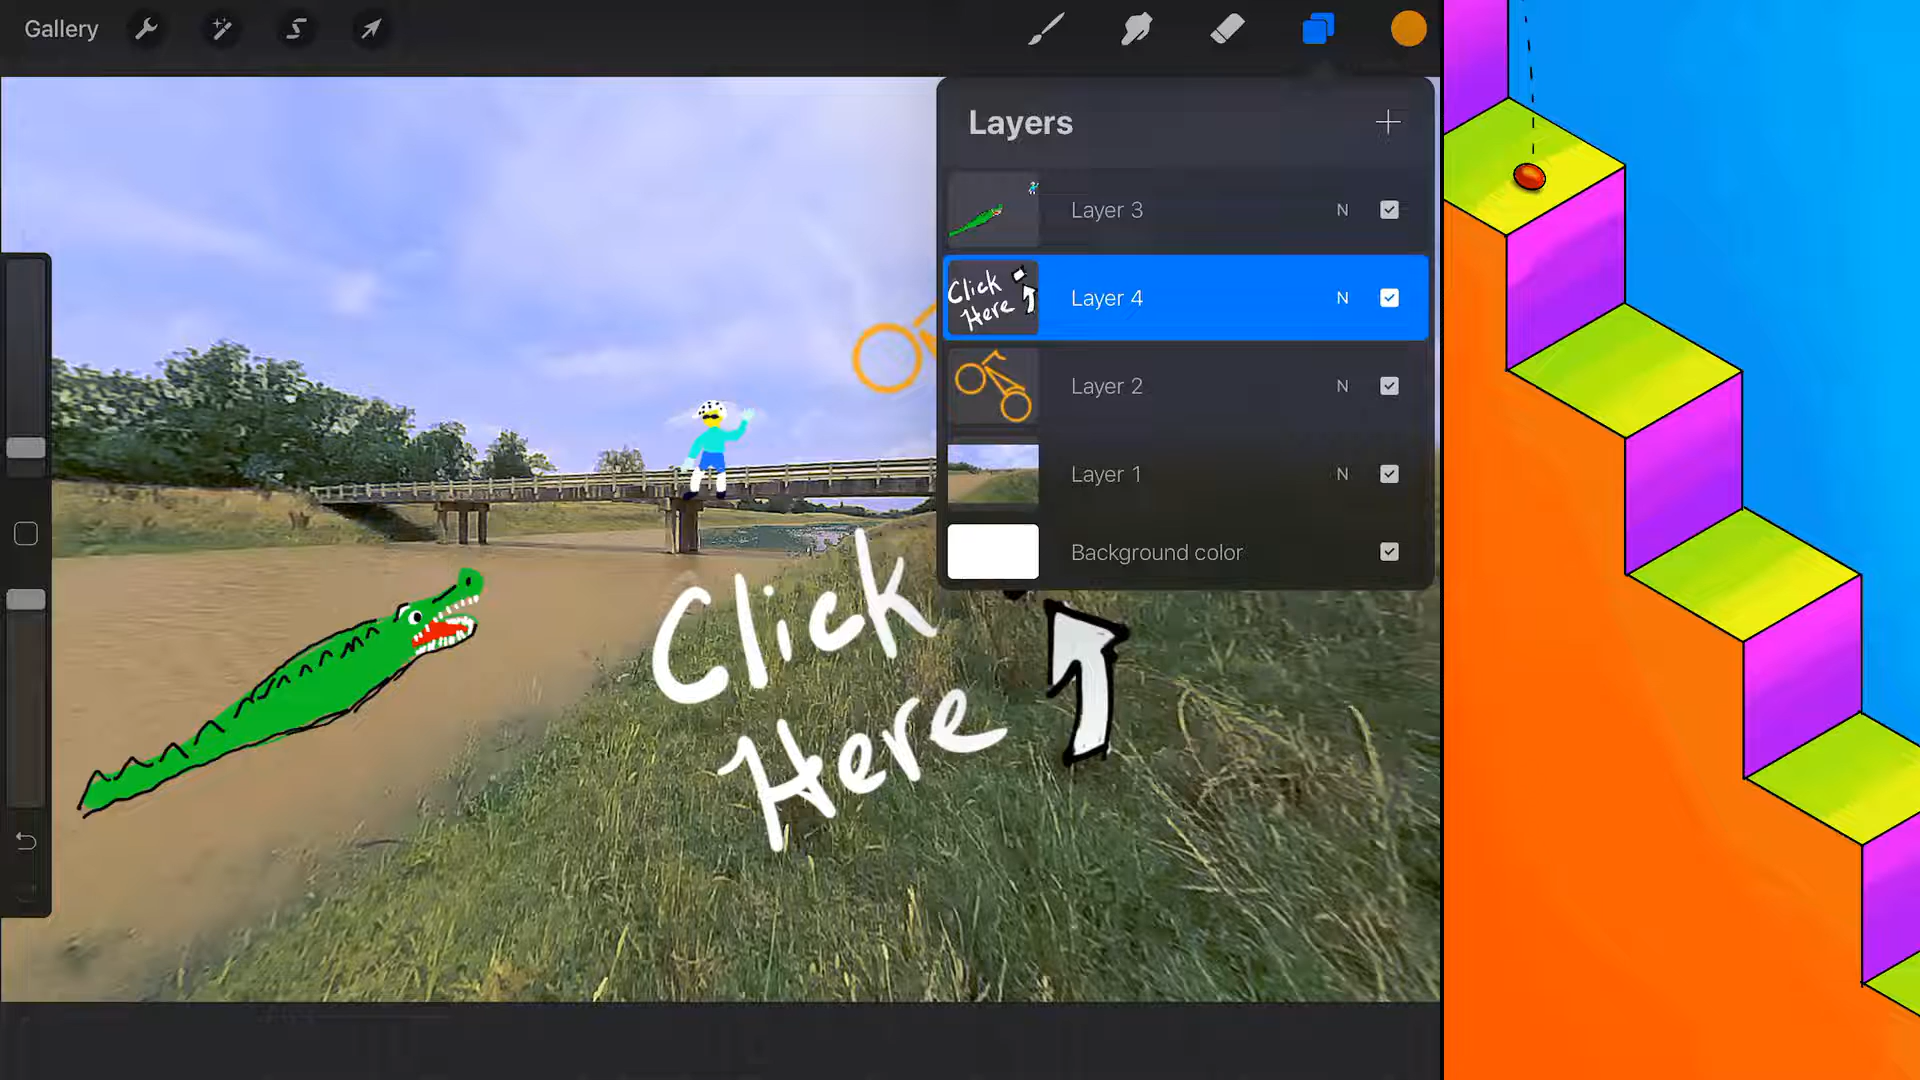 Gallery
Layers
Layer 3 N
Click Here
Layer 4 N
Layer 2 N
Layer 1 N
Background color
Click
Here